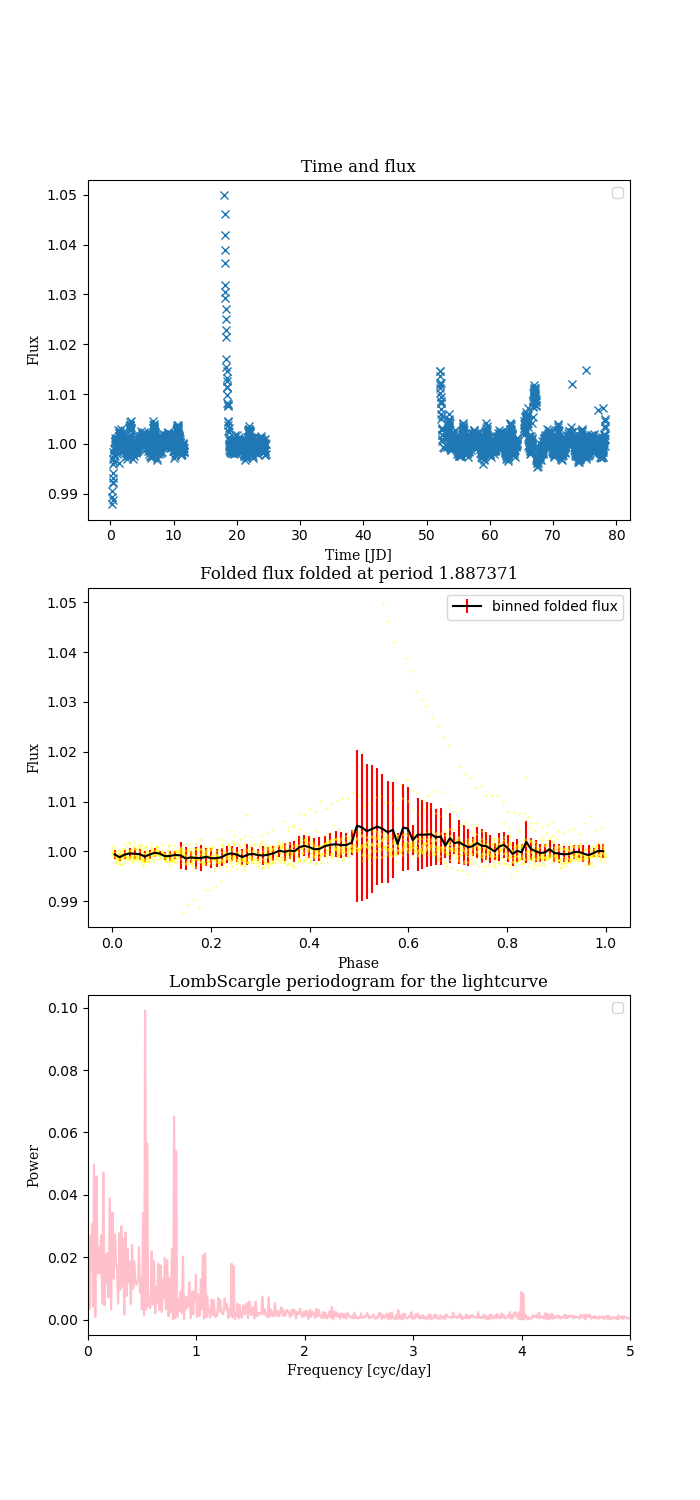 Time and flux
1.05
1.04
1.03
1.02
1.01
1.00
0.99
Flux
0 10 20 30 40 50 60 70 80
Time [JD]
Folded flux folded at period 1.887371
binned folded flux
1.05
1.04
1.03
1.02
1.01
1.00
0.99
Flux
0.0 0.2 0.4 0.6 0.8 1.0
Phase
LombScargle periodogram for the lightcurve
0.10
0.08
0.06
0.04
0.02
0.00
Power
0 1 2 3 4 5
Frequency [cyc/day]